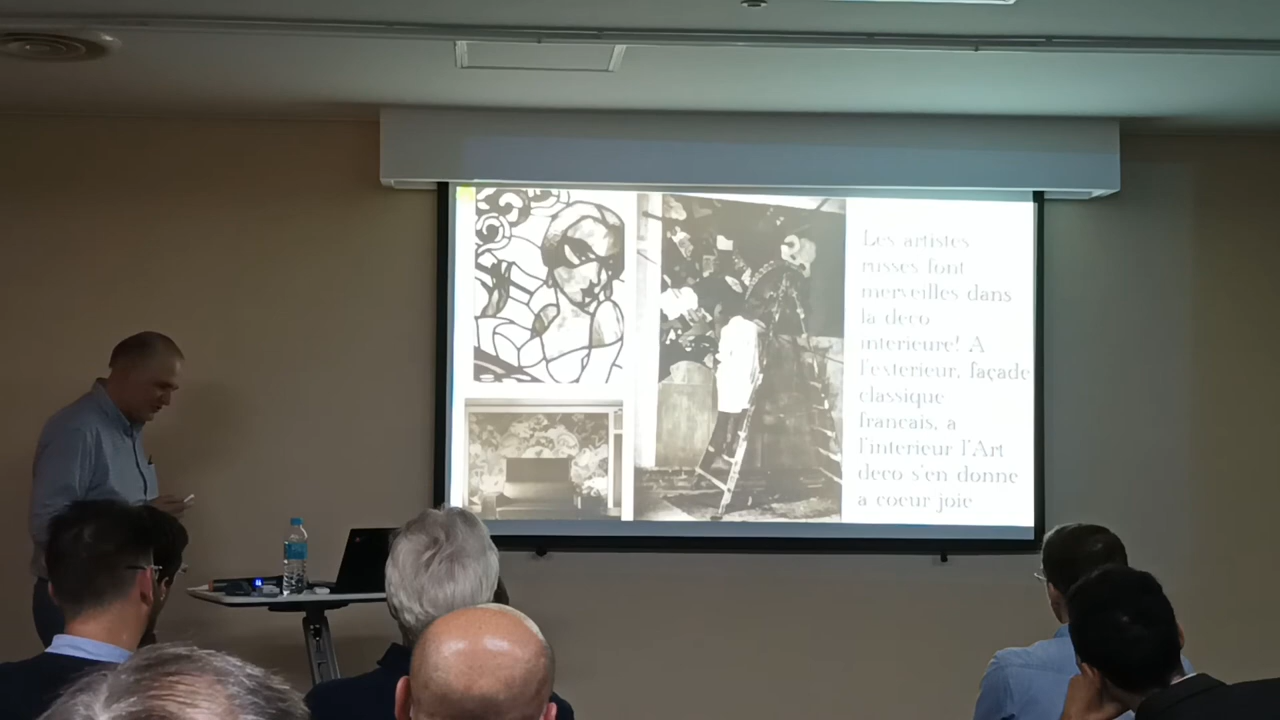 Les artistes
russes font
merveilles dans
la deco
interieure! A
l'exterieur, façade
classique
francais, a
l'interieur l'Art
deco s'en donne
a coeur joie